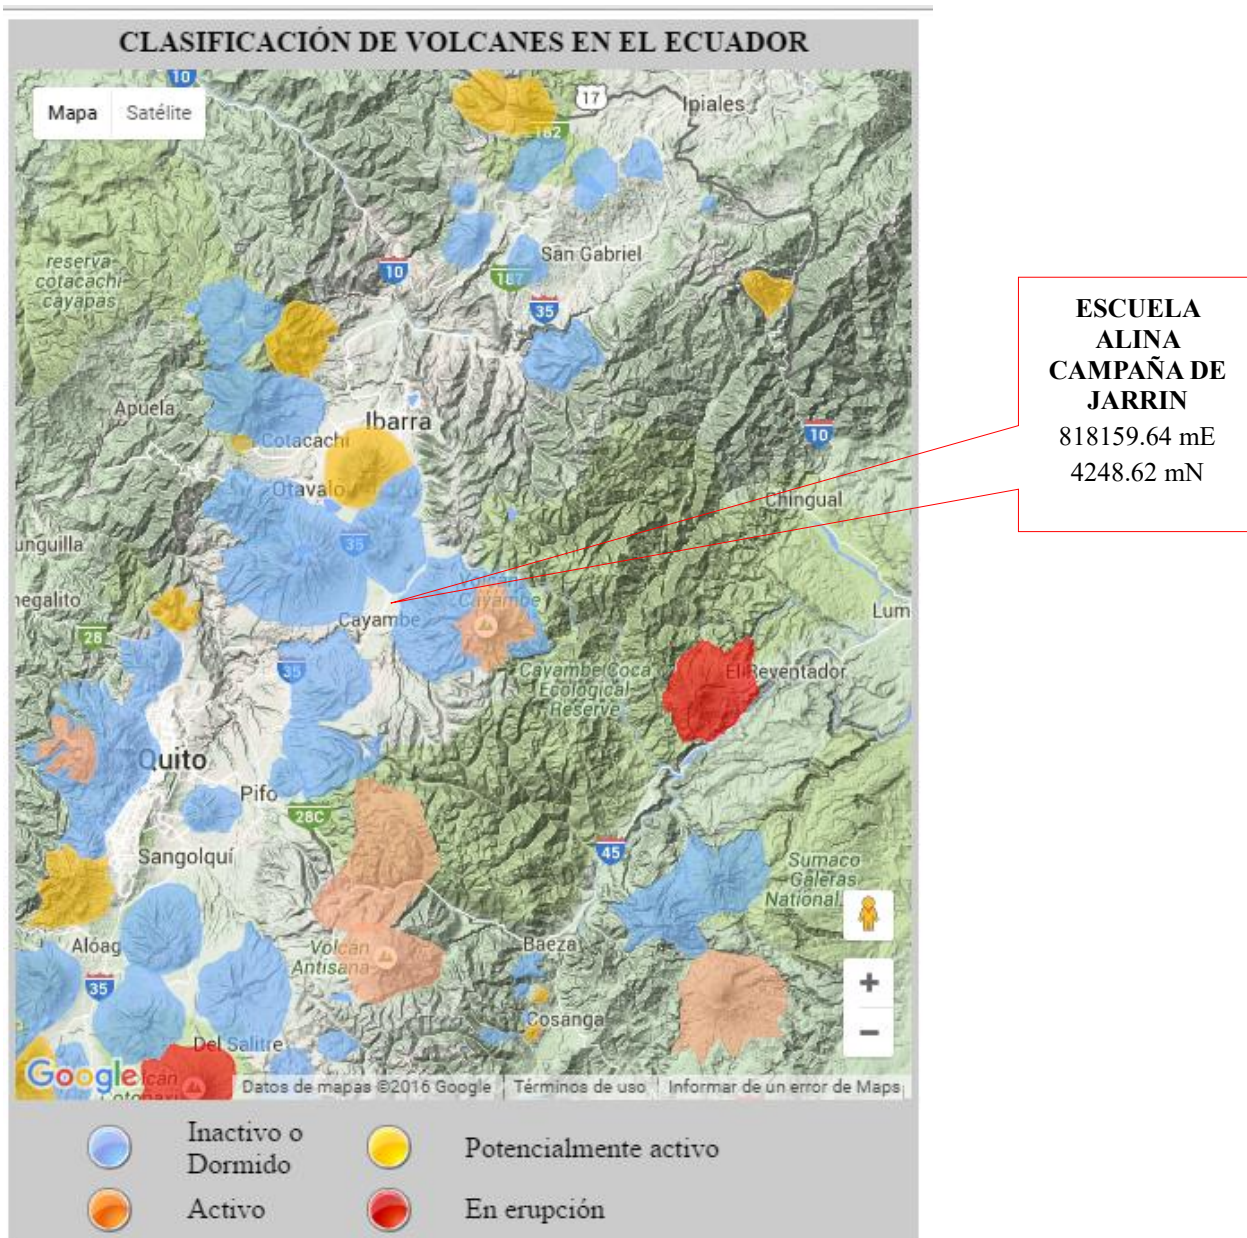 CLASIFICACIÓN DE VOLCANES EN EL ECUADOR
10
Mapa
Satélite
17
Ipiales
182
San Gabriel
reserva
cotacachi
cayapas
10
187
35
ESCUELA
ALINA
CAMPAÑA DE
JARRIN
818159.64 mE
4248.62 mN
Apuela
Ibarra
Cotacachi
10
Otavalo
Chingual
unguilla
35
Volcán
Cayambe
negalito
Cayambe
Lum
28
35
Cayambe Coca
Ecological
Reserve
El Reventador
Quito
Pifo
28C
45
Sangolquí
Sumaco
Galeras
National
Alóag
Volcán
Antisana
Baeza
35
+
Cosanga
−
Del Salitre
Google
lcán
Cotopaxi
Datos de mapas ©2016 Google
Términos de uso
Informar de un error de Maps
Inactivo o
Dormido
Potencialmente activo
Activo
En erupción